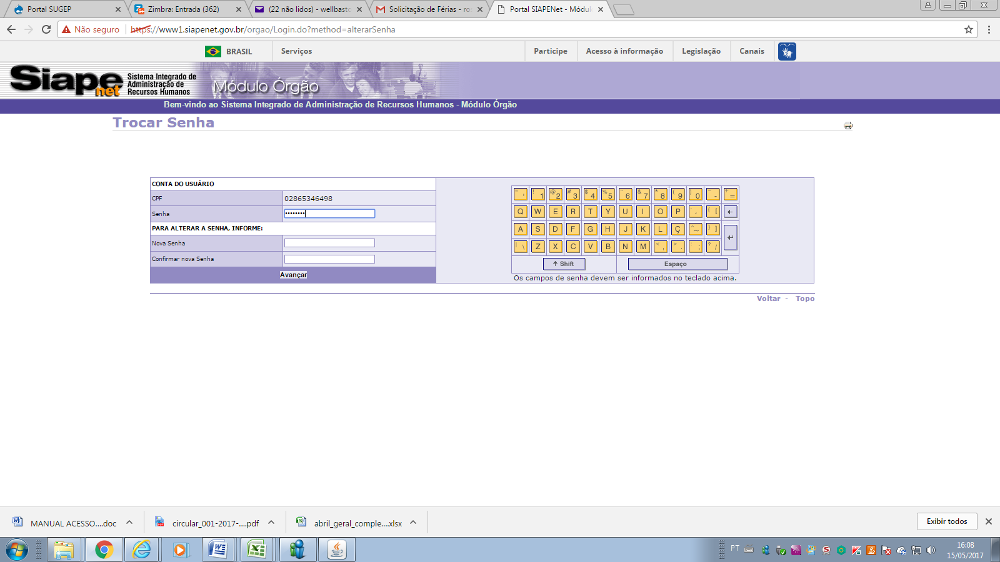 Portal SUGEP
Zimbra: Entrada (362)
(22 não lidos) - wellbast
Solicitação de Férias - ro
Portal SIAPENet - Módul
Não seguro
https://www1.siapenet.gov.br/orgao/Login.do?method=alterarSenha
BRASIL
Serviços
Participe
Acesso à informação
Legislação
Canais
Siape net
Sistema Integrado de
Administração de
Recursos Humanos
Módulo Órgão
Bem-vindo ao Sistema Integrado de Administração de Recursos Humanos - Módulo Órgão
Trocar Senha
CONTA DO USUÁRIO
CPF 02865346498
Senha ••••••••
PARA ALTERAR A SENHA, INFORME:
Nova Senha
Confirmar nova Senha
Avançar
! 1 @ 2 # 3 $ 4 % 5 6 & 7 * 8 ( 9 ) 0 - + =
Q W E R T Y U I O P { [ ←
A S D F G H J K L Ç } ] ↵
| \ Z X C V B N M < , > . : ; ? /
↑ Shift Espaço
Os campos de senha devem ser informados no teclado acima.
Voltar - Topo
MANUAL ACESSO....doc
circular_001-2017-....pdf
abril_geral_comple....xlsx
Exibir todos
PT
16:08
15/05/2017